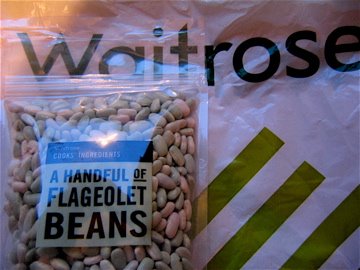 Waitrose
Waitrose
COOKS' INGREDIENTS
A HANDFUL OF
FLAGEOLET
BEANS